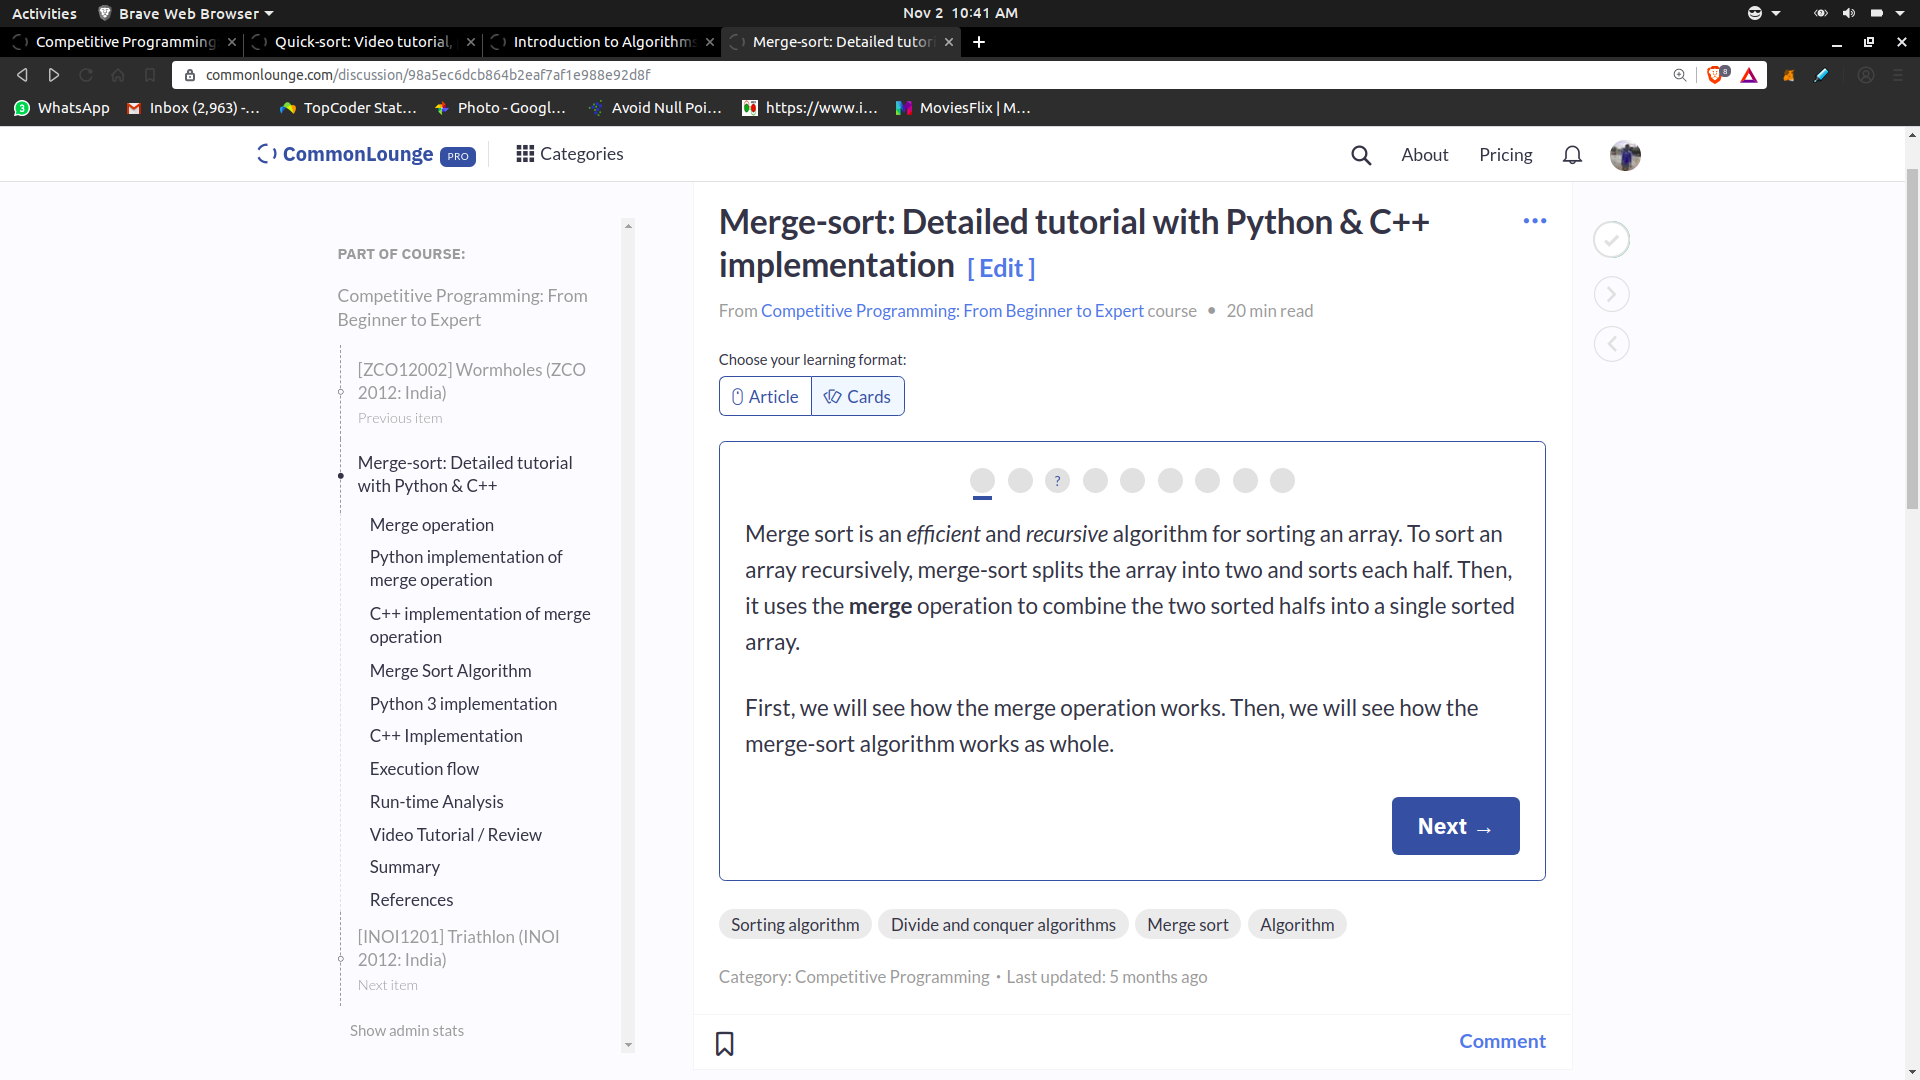 Activities
Brave Web Browser
Nov 2 10:41 AM
Competitive Programming
Quick-sort: Video tutorial,
Introduction to Algorithms
Merge-sort: Detailed tutori
commonlounge.com/discussion/98a5ec6dcb864b2eaf7af1e988e92d8f
8
3
WhatsApp
Inbox (2,963) -...
TopCoder Stat...
Photo - Googl...
Avoid Null Poi...
https://www.i...
MoviesFlix | M...
CommonLounge PRO
Categories
About
Pricing
PART OF COURSE:
Competitive Programming: From
Beginner to Expert
[ZCO12002] Wormholes (ZCO
2012: India)
Previous item
Merge-sort: Detailed tutorial
with Python & C++
Merge operation
Python implementation of
merge operation
C++ implementation of merge
operation
Merge Sort Algorithm
Python 3 implementation
C++ Implementation
Execution flow
Run-time Analysis
Video Tutorial / Review
Summary
References
[INOI1201] Triathlon (INOI
2012: India)
Next item
Show admin stats
Merge-sort: Detailed tutorial with Python & C++
implementation [ Edit ]
From Competitive Programming: From Beginner to Expert course • 20 min read
Choose your learning format:
Article
Cards
?
Merge sort is an efficient and recursive algorithm for sorting an array. To sort an
array recursively, merge-sort splits the array into two and sorts each half. Then,
it uses the merge operation to combine the two sorted halfs into a single sorted
array.
First, we will see how the merge operation works. Then, we will see how the
merge-sort algorithm works as whole.
Next →
Sorting algorithm
Divide and conquer algorithms
Merge sort
Algorithm
Category: Competitive Programming • Last updated: 5 months ago
Comment